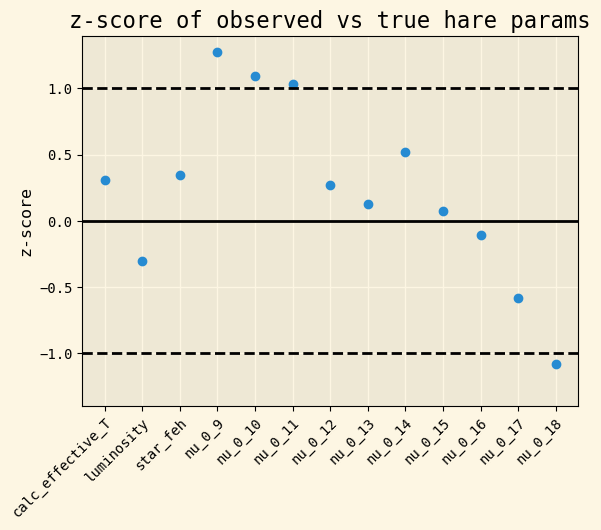 z-score of observed vs true hare params
z-score
1.0
0.5
0.0
−0.5
−1.0
calc_effective_T
luminosity
star_feh
nu_0_9
nu_0_10
nu_0_11
nu_0_12
nu_0_13
nu_0_14
nu_0_15
nu_0_16
nu_0_17
nu_0_18